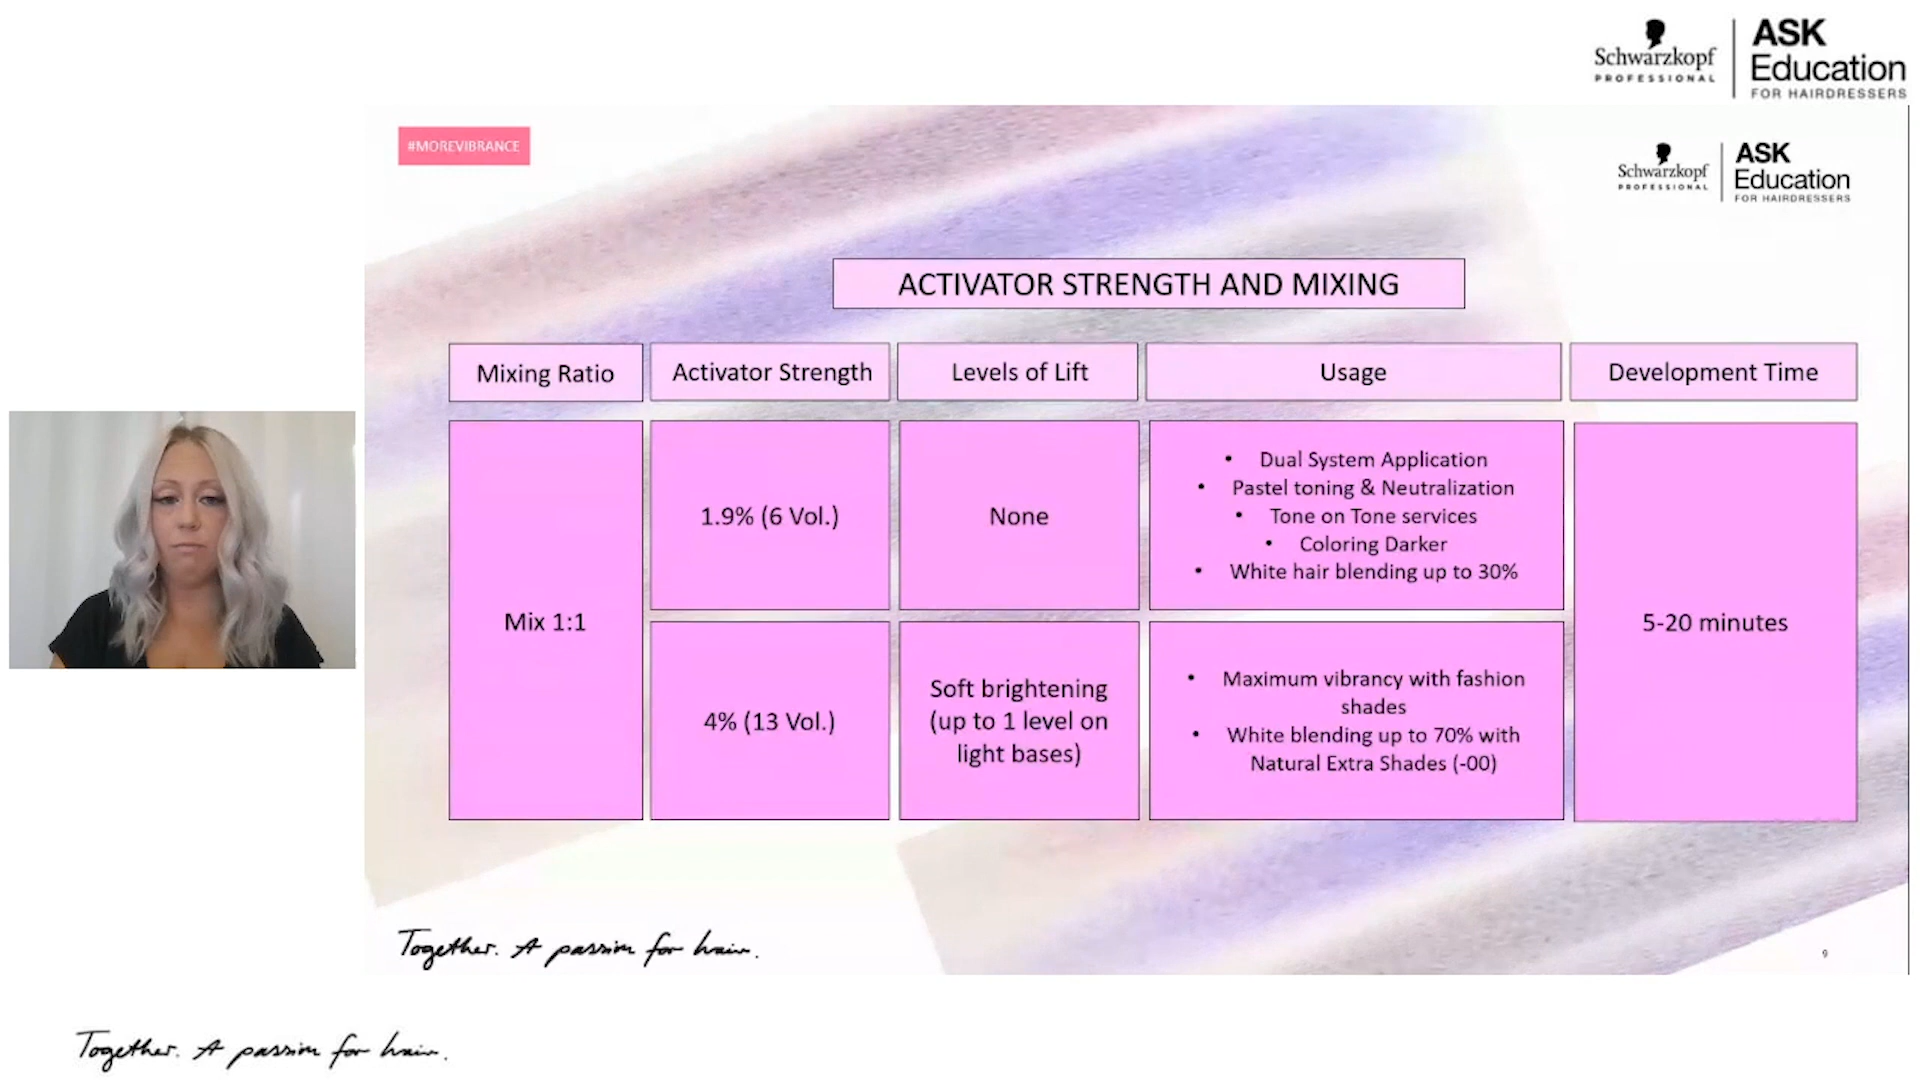 Schwarzkopf
PROFESSIONAL
ASK
Education
FOR HAIRDRESSERS
#MOREVIBRANCE
Schwarzkopf
PROFESSIONAL
ASK
Education
FOR HAIRDRESSERS
ACTIVATOR STRENGTH AND MIXING
Mixing Ratio
Activator Strength
Levels of Lift
Usage
Development Time
Mix 1:1
1.9% (6 Vol.)
None
• Dual System Application
• Pastel toning & Neutralization
• Tone on Tone services
• Coloring Darker
• White hair blending up to 30%
4% (13 Vol.)
Soft brightening
(up to 1 level on
light bases)
• Maximum vibrancy with fashion
shades
• White blending up to 70% with
Natural Extra Shades (-00)
5-20 minutes
Together. A passion for hair.
9
Together. A passion for hair.